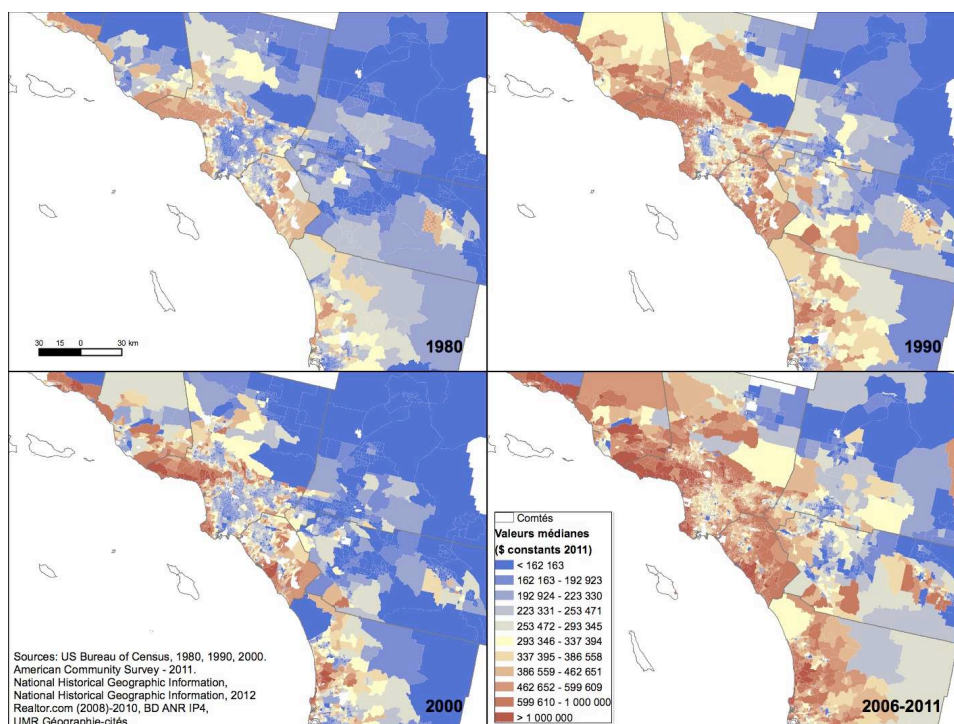 1980
30 15 0 30 km
1990
2000
Sources: US Bureau of Census, 1980, 1990, 2000.
American Community Survey - 2011.
National Historical Geographic Information,
National Historical Geographic Information, 2012
Realtor.com (2008)-2010, BD ANR IP4,
UMR Géographie-cités
Comtés
Valeurs médianes
($ constants 2011)
< 162 163
162 163 - 192 923
192 924 - 223 330
223 331 - 253 471
253 472 - 293 345
293 346 - 337 394
337 395 - 386 558
386 559 - 462 651
462 652 - 599 609
599 610 - 1 000 000
> 1 000 000
2006-2011